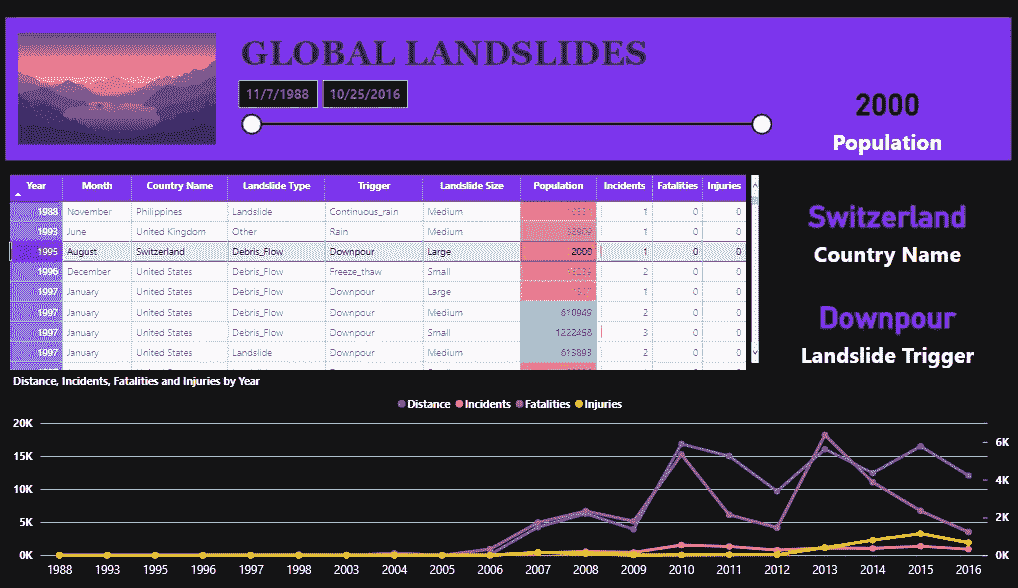 GLOBAL LANDSLIDES
11/7/1988 10/25/2016
2000
Population
Year Month Country Name Landslide Type Trigger Landslide Size Population Incidents Fatalities Injuries
1988 November Philippines Landslide Continuous_rain Medium 1 0 0
1993 June United Kingdom Other Rain Medium 1 0 0
1995 August Switzerland Debris_Flow Downpour Large 2000 1 0 0
1996 December United States Debris_Flow Freeze_thaw Small 2 0 0
1997 January United States Debris_Flow Downpour Large 1 0 0
1997 January United States Debris_Flow Downpour Medium 610949 2 0 0
1997 January United States Debris_Flow Downpour Small 1222458 3 0 0
1997 January United States Landslide Downpour Medium 2 0 0
Switzerland
Country Name
Downpour
Landslide Trigger
Distance, Incidents, Fatalities and Injuries by Year
Distance Incidents Fatalities Injuries
20K
15K
10K
5K
0K
6K
4K
2K
0K
1988 1993 1995 1996 1997 1998 2003 2004 2005 2006 2007 2008 2009 2010 2011 2012 2013 2014 2015 2016